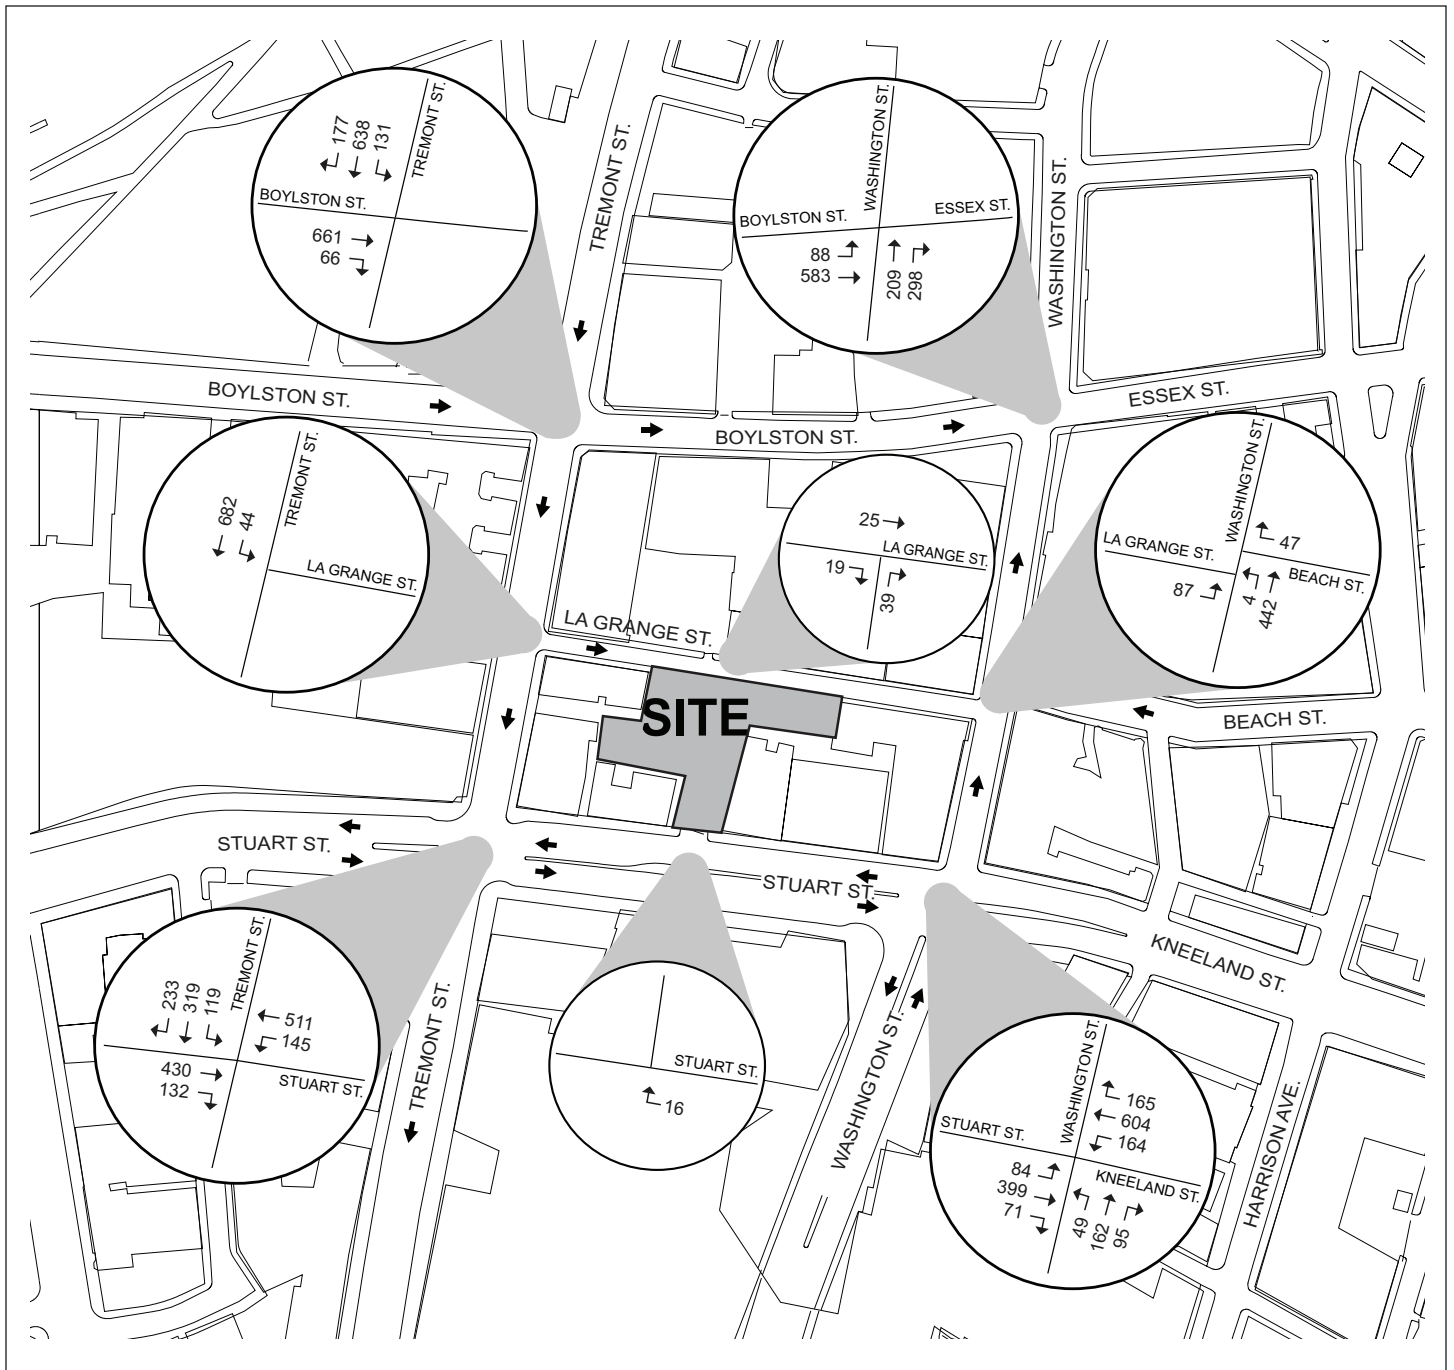 177
638
131
TREMONT ST.
BOYLSTON ST.
661
66
TREMONT ST.
WASHINGTON ST.
BOYLSTON ST.
ESSEX ST.
88
583
209
298
WASHINGTON ST.
BOYLSTON ST.
ESSEX ST.
BOYLSTON ST.
682
44
TREMONT ST.
LA GRANGE ST.
25
LA GRANGE ST.
19
39
WASHINGTON ST.
47
LA GRANGE ST.
BEACH ST.
87
4
442
LA GRANGE ST.
SITE
BEACH ST.
STUART ST.
STUART ST.
KNEELAND ST.
233
319
119
TREMONT ST.
511
145
430
132
STUART ST.
TREMONT ST.
STUART ST.
16
WASHINGTON ST.
WASHINGTON ST.
165
604
164
STUART ST.
84
399
71
KNEELAND ST.
49
162
95
HARRISON AVE.